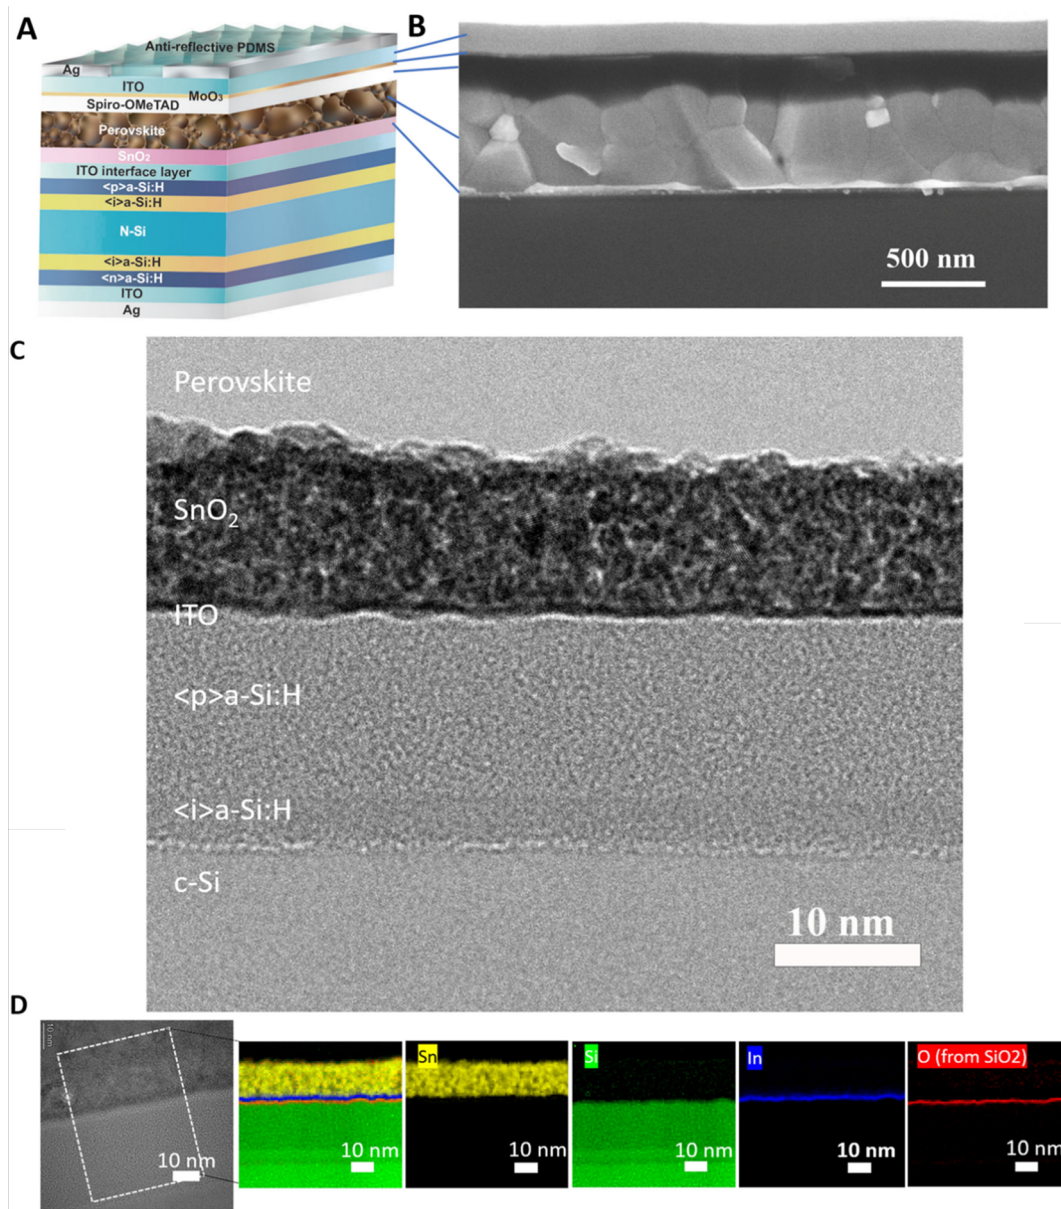 A
Anti-reflective PDMS
Ag
ITO
MoO₃
Spiro-OMeTAD
Perovskite
SnO₂
ITO interface layer
<p>a-Si:H
<i>a-Si:H
N-Si
<i>a-Si:H
<n>a-Si:H
ITO
Ag
B
500 nm
C
Perovskite
SnO₂
ITO
<p>a-Si:H
<i>a-Si:H
c-Si
10 nm
D
10 nm
10 nm
10 nm
Sn
10 nm
Si
10 nm
In
10 nm
O (from SiO2)
10 nm